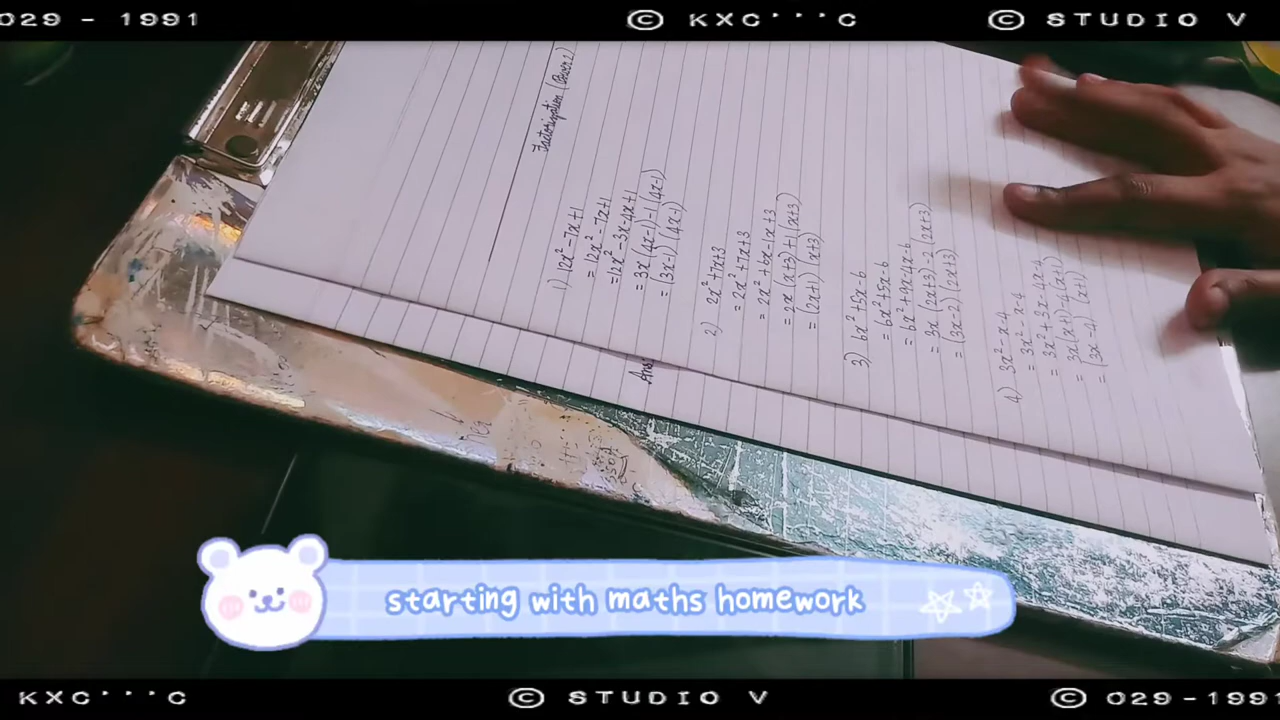 029 - 1991
© KXC'''C
© STUDIO V
Factorization (Power 2)
1) 12x² - 7x + 1
= 12x² - 7x + 1
= 12x² - 3x - 4x + 1
= 3x (4x - 1) - 1 (4x - 1)
= (3x - 1) (4x - 1)
Ans
2) 2x² + 7x + 3
= 2x² + 7x + 3
= 2x² + 6x + 1x + 3
= 2x (x + 3) + 1 (x + 3)
= (2x + 1) (x + 3)
3) 6x² + 5x - 6
= 6x² + 5x - 6
= 6x² + 9x - 4x - 6
= 3x (2x + 3) - 2 (2x + 3)
= (3x - 2) (2x + 3)
4) 3x² - x - 4
= 3x² - x - 4
= 3x² + 3x - 4x - 4
= 3x (x + 1) - 4 (x + 1)
= (3x - 4) (x + 1)
starting with maths homework
KXC'''C
© STUDIO V
© 029 - 1991